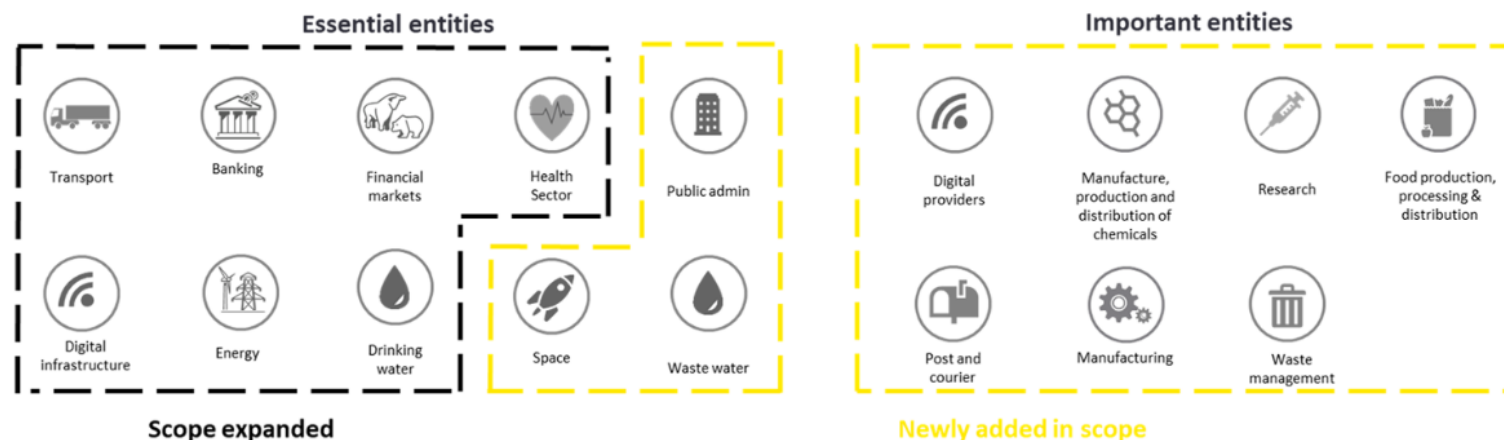 Essential entities
Important entities
Transport
Banking
Financial
markets
Health
Sector
Public admin
Digital
providers
Manufacture,
production and
distribution of
chemicals
Research
Food production,
processing &
distribution
Digital
infrastructure
Energy
Drinking
water
Space
Waste water
Post and
courier
Manufacturing
Waste
management
Scope expanded
Newly added in scope